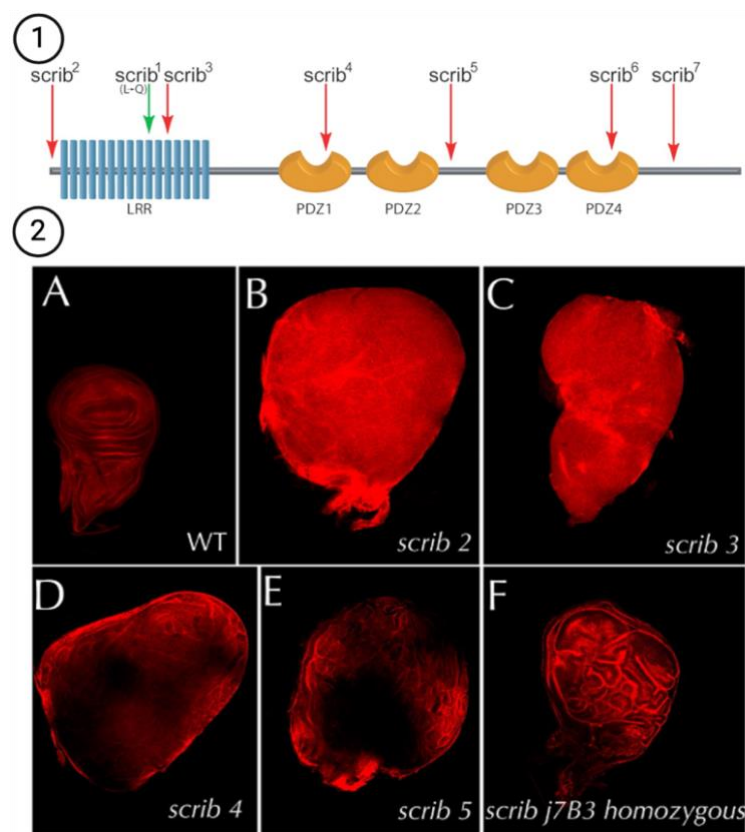 1
scrib² scrib¹ scrib³ scrib⁴ scrib⁵ scrib⁶ scrib⁷
(L-Q)
LRR PDZ1 PDZ2 PDZ3 PDZ4
2
A B C
WT scrib 2 scrib 3
D E F
scrib 4 scrib 5 scrib j7B3 homozygous